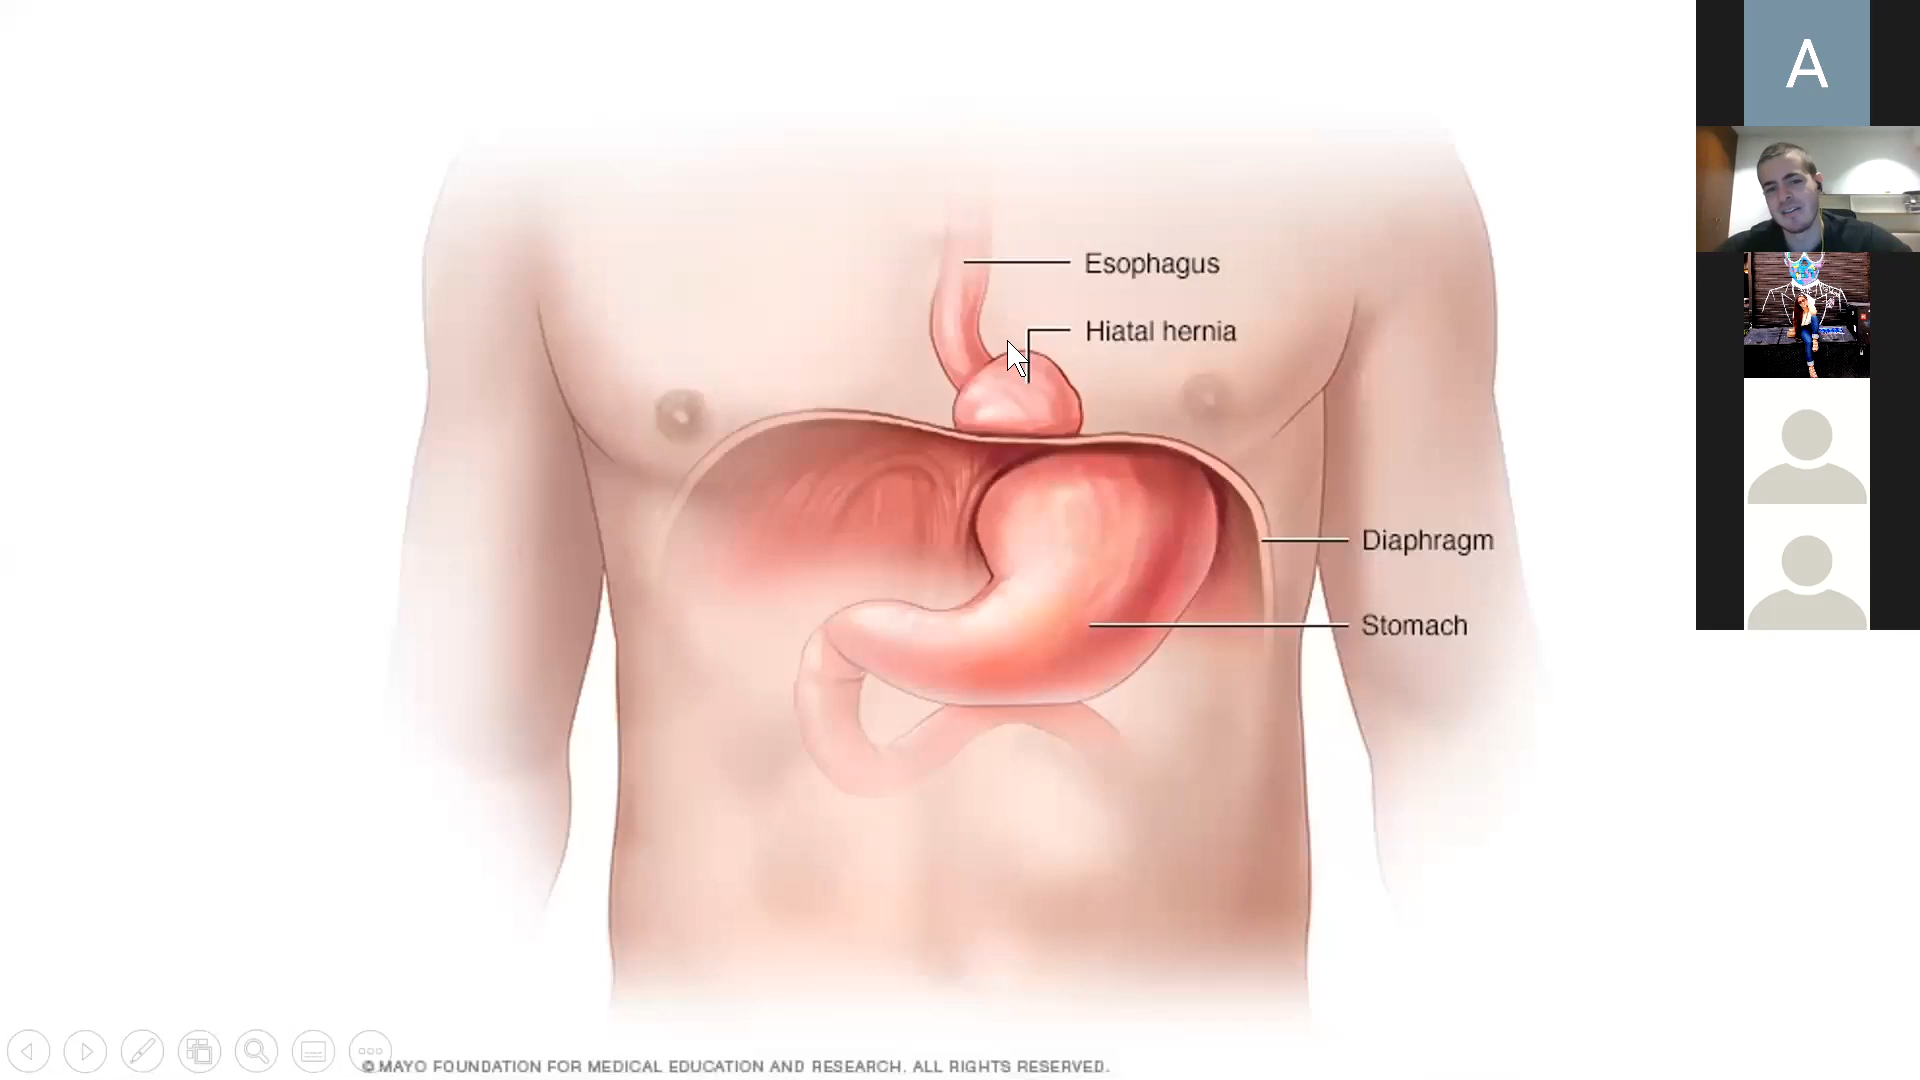 A
Esophagus
Hiatal hernia
Diaphragm
Stomach
© MAYO FOUNDATION FOR MEDICAL EDUCATION AND RESEARCH. ALL RIGHTS RESERVED.